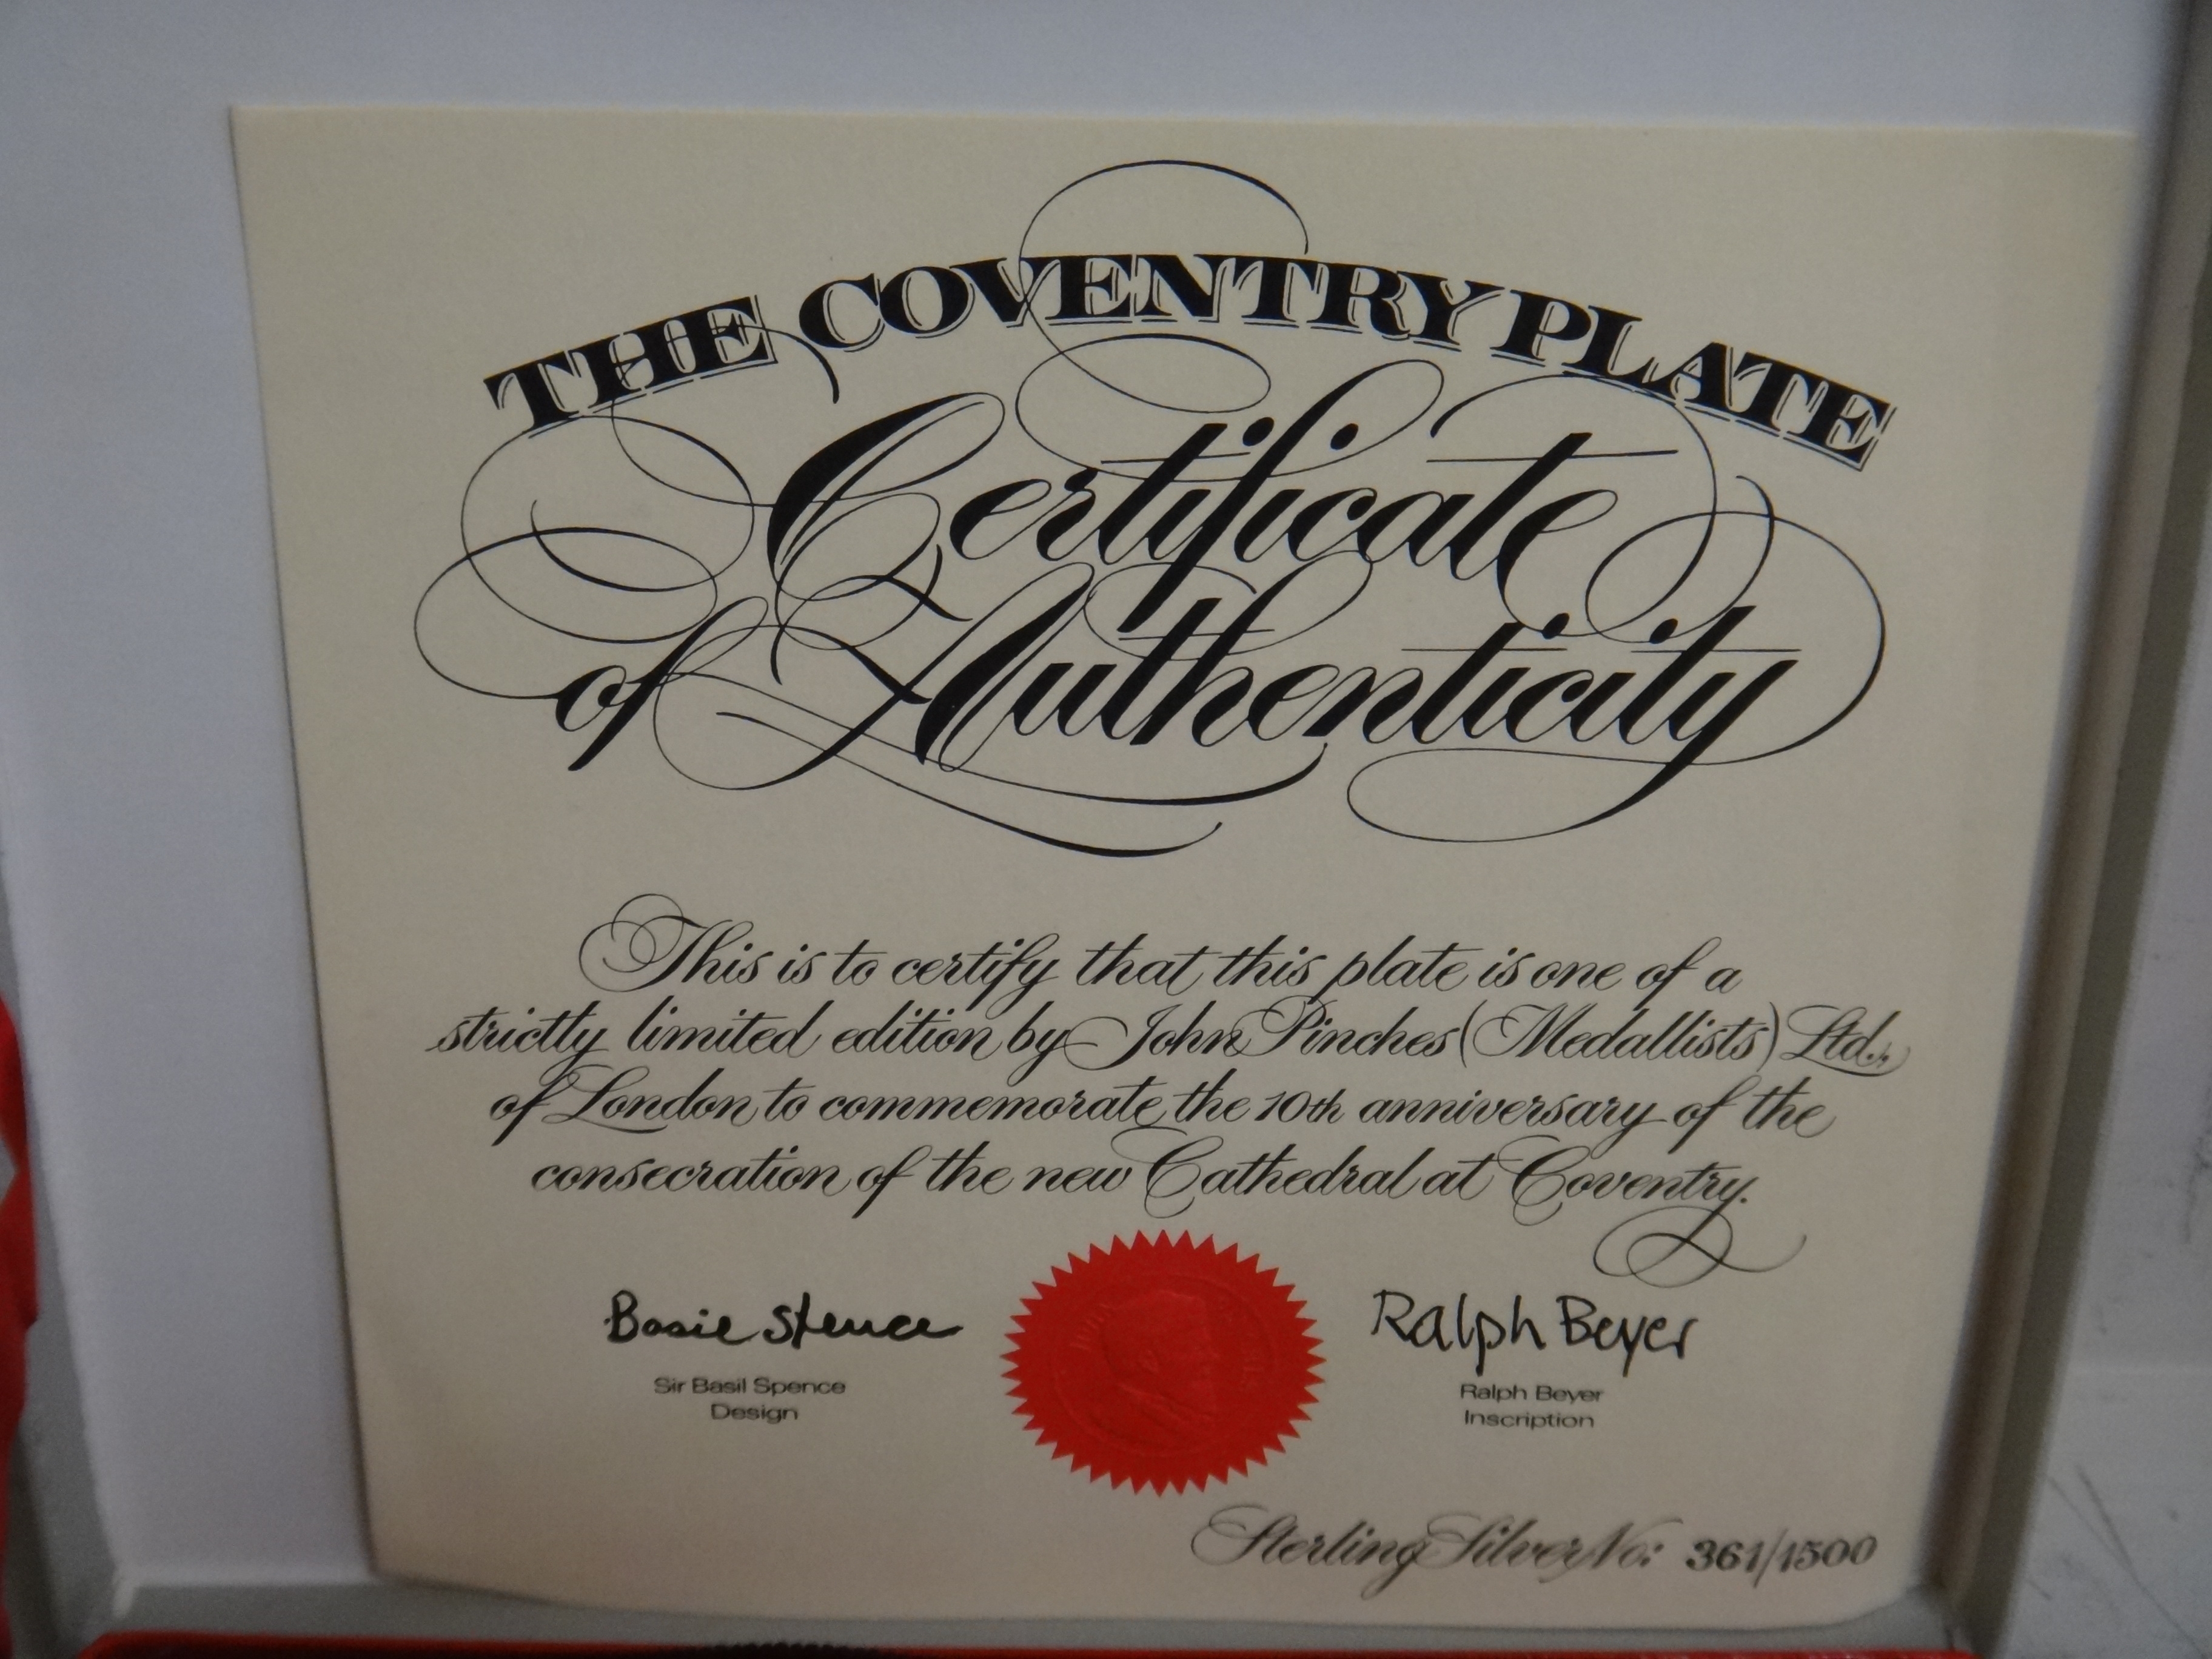 THE COVENTRY PLATE
Certificate
of Authenticity
This is to certify that this plate is one of a
strictly limited edition by John Pinches (Medallists) Ltd.,
of London to commemorate the 10th anniversary of the
consecration of the new Cathedral at Coventry.
Basil Spence
Ralph Beyer
Sir Basil Spence
Design
Ralph Beyer
Inscription
Sterling Silver No: 361/1500